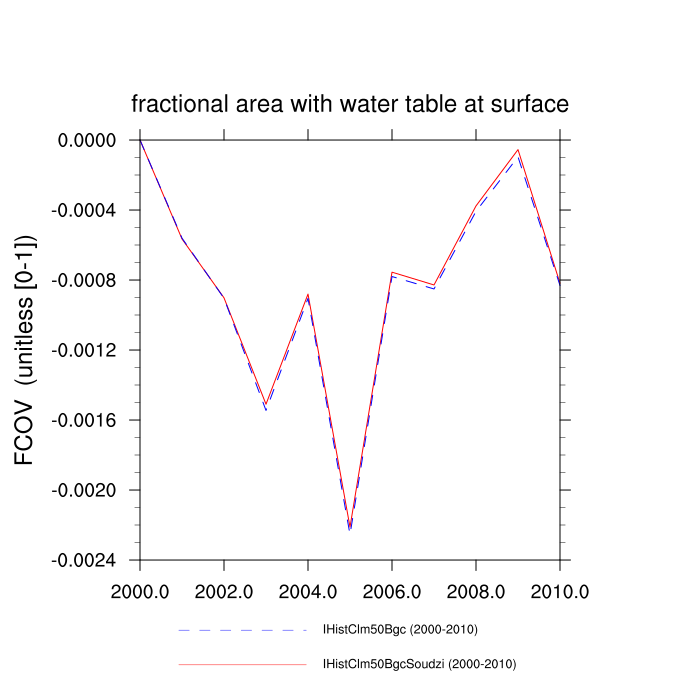 fractional area with water table at surface
0.0000
-0.0004
-0.0008
-0.0012
-0.0016
-0.0020
-0.0024
FCOV (unitless [0-1])
2000.0 2002.0 2004.0 2006.0 2008.0 2010.0
IHistClm50Bgc (2000-2010)
IHistClm50BgcSoudzi (2000-2010)